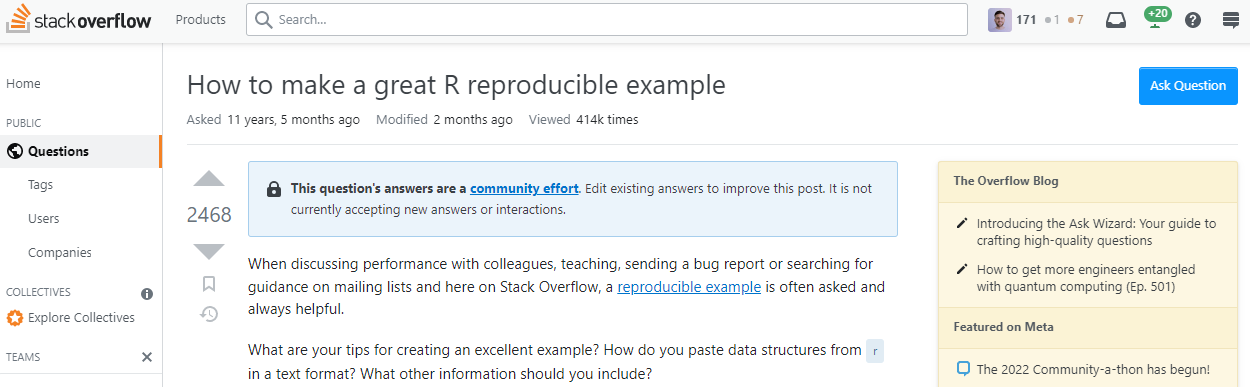 stackoverflow Products Search... 171 1 7 +20
Home
PUBLIC
Questions
Tags
Users
Companies
COLLECTIVES
Explore Collectives
TEAMS
How to make a great R reproducible example
Ask Question
Asked 11 years, 5 months ago Modified 2 months ago Viewed 414k times
2468
This question's answers are a community effort. Edit existing answers to improve this post. It is not
currently accepting new answers or interactions.
When discussing performance with colleagues, teaching, sending a bug report or searching for
guidance on mailing lists and here on Stack Overflow, a reproducible example is often asked and
always helpful.
What are your tips for creating an excellent example? How do you paste data structures from r
in a text format? What other information should you include?
The Overflow Blog
Introducing the Ask Wizard: Your guide to
crafting high-quality questions
How to get more engineers entangled
with quantum computing (Ep. 501)
Featured on Meta
The 2022 Community-a-thon has begun!